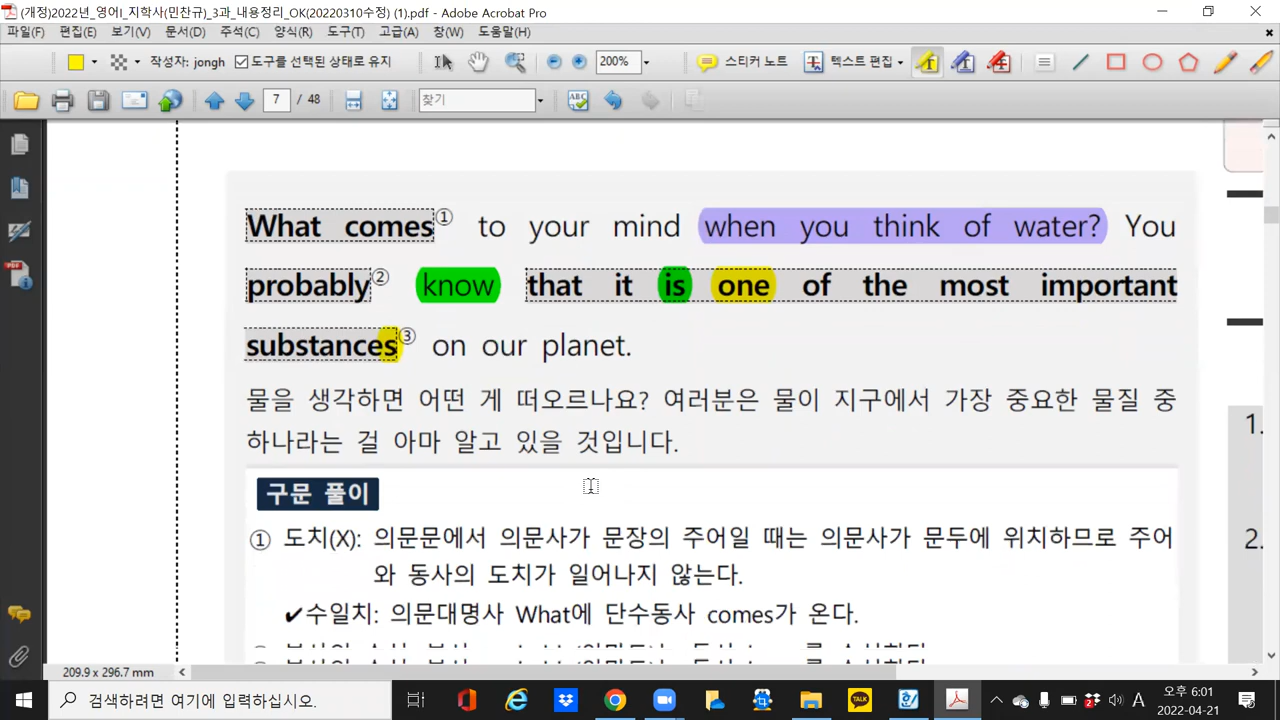 (개정)2022년_영어I_지학사(민찬규)_3과_내용정리_OK(20220310수정) (1).pdf - Adobe Acrobat Pro
파일(F) 편집(E) 보기(V) 문서(D) 주석(C) 양식(R) 도구(T) 고급(A) 창(W) 도움말(H)
작성자: jongh 도구를 선택된 상태로 유지 200% 스티커 노트 텍스트 편집
7 / 48 찾기
What comes① to your mind when you think of water? You
probably② know that it is one of the most important
substances③ on our planet.
물을 생각하면 어떤 게 떠오르나요? 여러분은 물이 지구에서 가장 중요한 물질 중
하나라는 걸 아마 알고 있을 것입니다.
1.
구문 풀이
① 도치(X): 의문문에서 의문사가 문장의 주어일 때는 의문사가 문두에 위치하므로 주어
2.
와 동사의 도치가 일어나지 않는다.
✔수일치: 의문대명사 What에 단수동사 comes가 온다.
209.9 x 296.7 mm
검색하려면 여기에 입력하십시오. TALK A 오후 6:01
2022-04-21